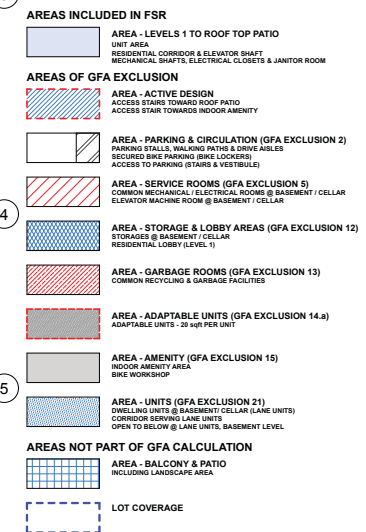 AREAS INCLUDED IN FSR
AREA - LEVELS 1 TO ROOF TOP PATIO
UNIT AREA
RESIDENTIAL CORRIDOR & ELEVATOR SHAFT
MECHANICAL SHAFTS, ELECTRICAL CLOSETS & JANITOR ROOM
AREAS OF GFA EXCLUSION
AREA - ACTIVE DESIGN
ACCESS STAIRS TOWARD ROOF PATIO
ACCESS STAIR TOWARDS INDOOR AMENITY
AREA - PARKING & CIRCULATION (GFA EXCLUSION 2)
PARKING STALLS, WALKING PATHS & DRIVE AISLES
SECURED BIKE PARKING (BIKE LOCKERS)
ACCESS TO PARKING (STAIRS & VESTIBULE)
AREA - SERVICE ROOMS (GFA EXCLUSION 5)
COMMON MECHANICAL / ELECTRICAL ROOMS @ BASEMENT / CELLAR
ELEVATOR MACHINE ROOM @ BASEMENT / CELLAR
4
AREA - STORAGE & LOBBY AREAS (GFA EXCLUSION 12)
STORAGES @ BASEMENT / CELLAR
RESIDENTIAL LOBBY (LEVEL 1)
AREA - GARBAGE ROOMS (GFA EXCLUSION 13)
COMMON RECYCLING & GARBAGE FACILITIES
AREA - ADAPTABLE UNITS (GFA EXCLUSION 14.a)
ADAPTABLE UNITS - 20 sqft PER UNIT
AREA - AMENITY (GFA EXCLUSION 15)
INDOOR AMENITY AREA
BIKE WORKSHOP
5
AREA - UNITS (GFA EXCLUSION 21)
DWELLING UNITS @ BASEMENT/ CELLAR (LANE UNITS)
CORRIDOR SERVING LANE UNITS
OPEN TO BELOW @ LANE UNITS, BASEMENT LEVEL
AREAS NOT PART OF GFA CALCULATION
AREA - BALCONY & PATIO
INCLUDING LANDSCAPE AREA
LOT COVERAGE